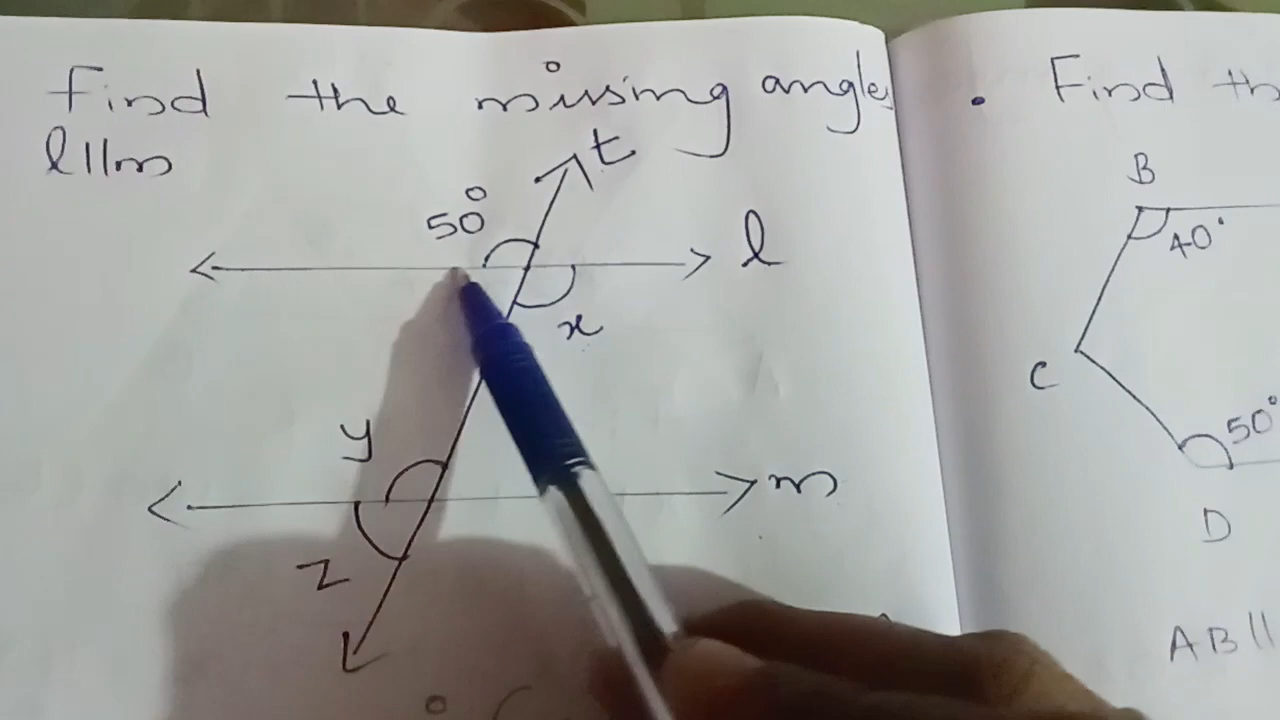 Find the missing angles
l||m
t
50°
l
x
y
m
z
. Find th
B
40°
C
50°
D
AB||